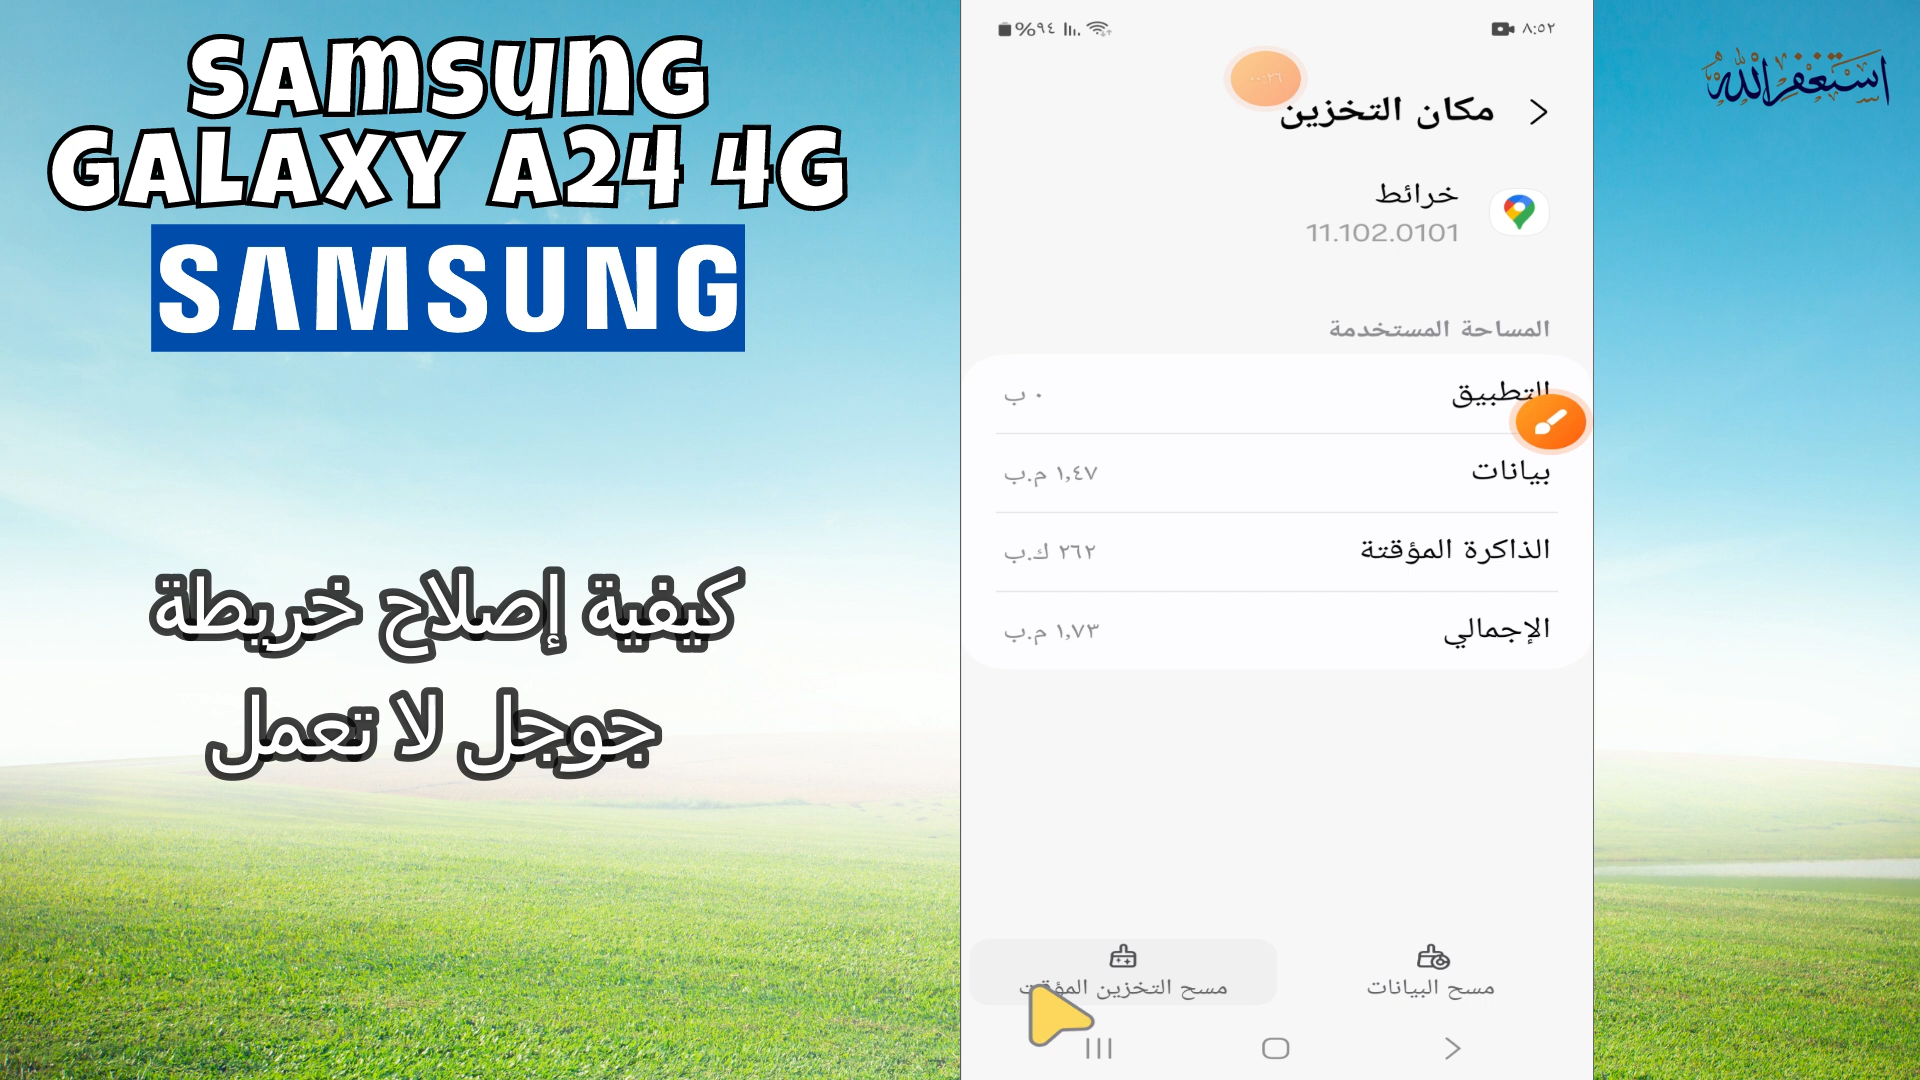 SAMSUNG
GALAXY A24 4G
SAMSUNG
كيفية إصلاح خريطة
جوجل لا تعمل
٨:٥٢
%٩٤
٠٠:٢٦
مكان التخزين
خرائط
11.102.0101
المساحة المستخدمة
التطبيق ٠ ب
بيانات ١,٤٧ م.ب
الذاكرة المؤقتة ٢٦٢ ك.ب
الإجمالي ١,٧٣ م.ب
مسح البيانات
مسح التخزين المؤقت
استغفر الله